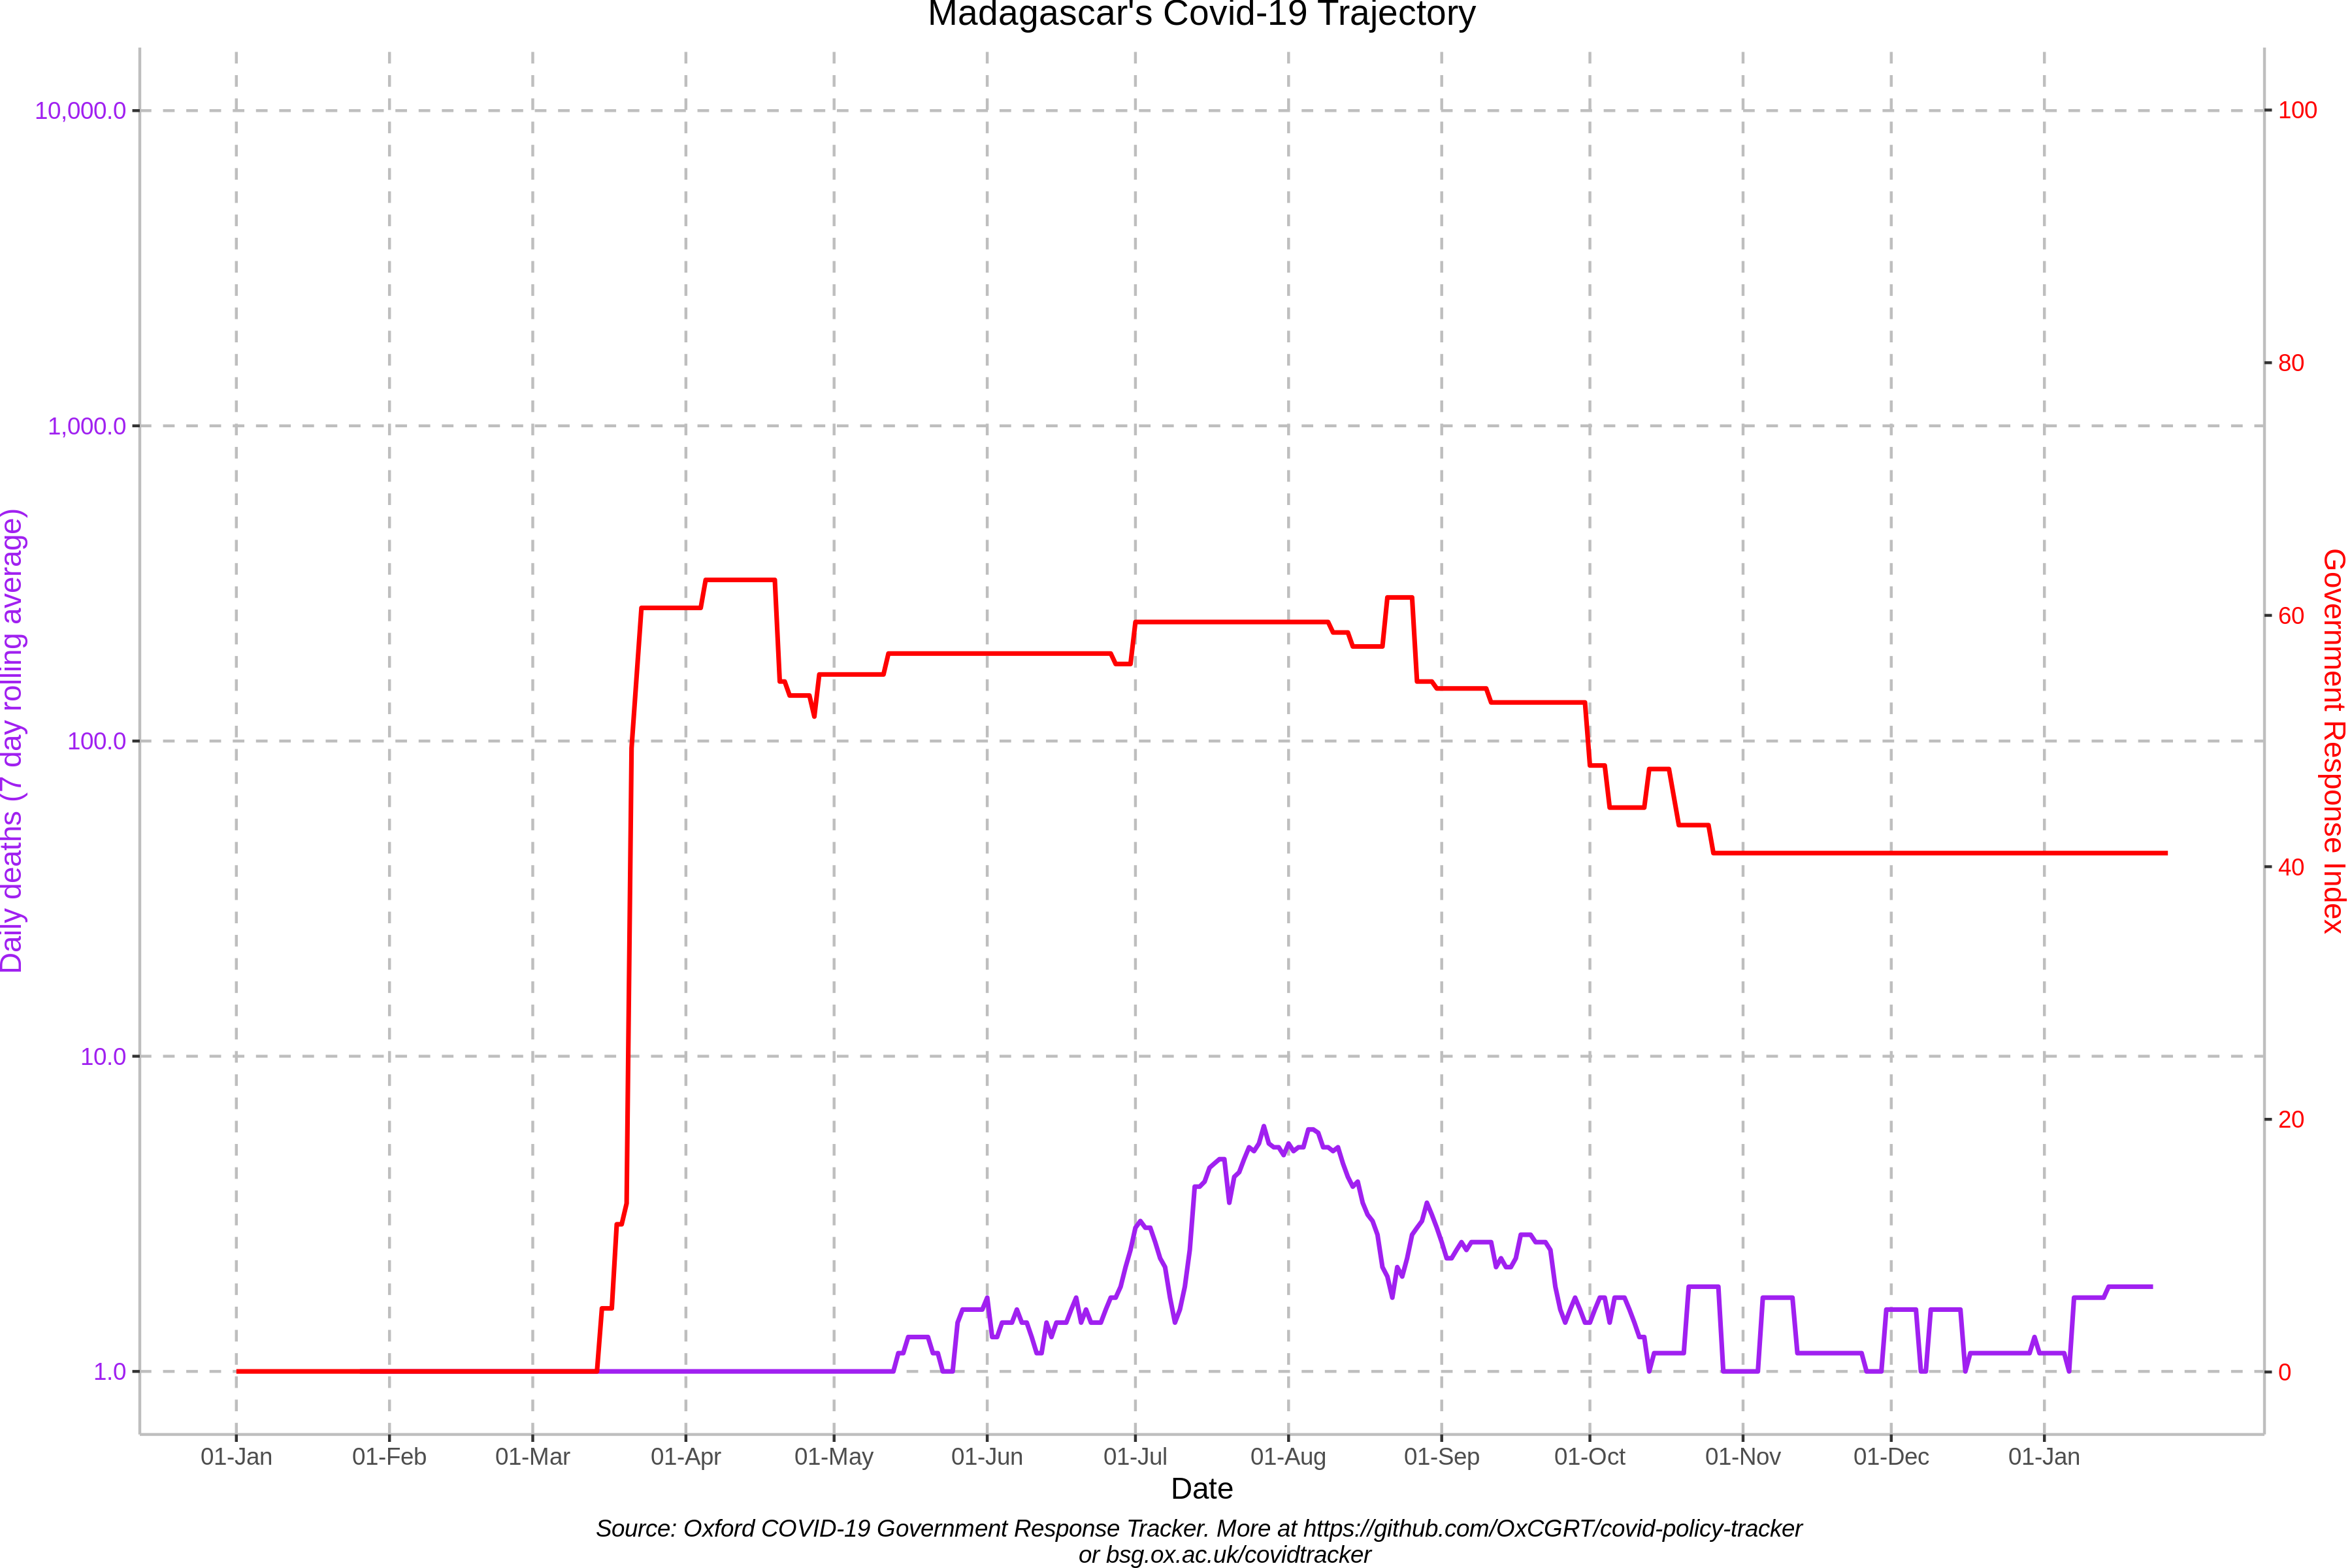 Madagascar's Covid-19 Trajectory
10,000.0
1,000.0
100.0
10.0
1.0
Daily deaths (7 day rolling average)
100
80
60
40
20
0
Government Response Index
01-Jan 01-Feb 01-Mar 01-Apr 01-May 01-Jun 01-Jul 01-Aug 01-Sep 01-Oct 01-Nov 01-Dec 01-Jan
Date
Source: Oxford COVID-19 Government Response Tracker. More at https://github.com/OxCGRT/covid-policy-tracker
or bsg.ox.ac.uk/covidtracker